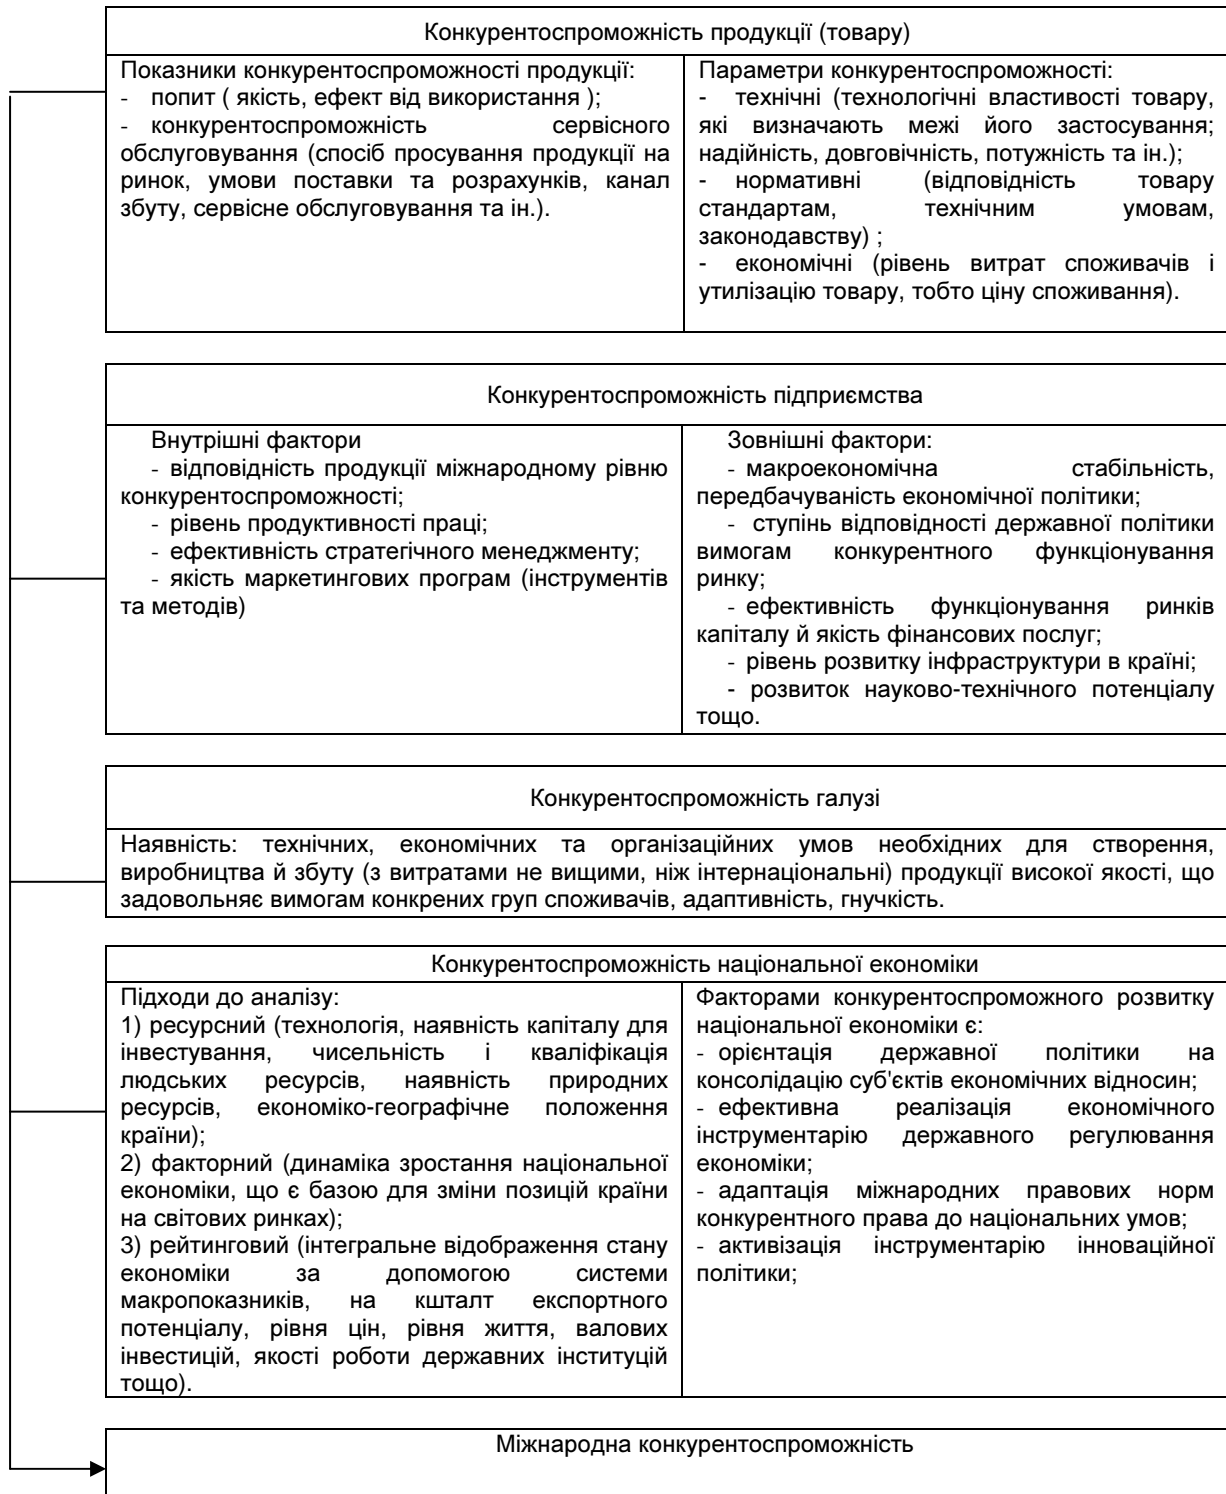 Конкурентоспроможність продукції (товару)
Показники конкурентоспроможності продукції:
- попит ( якість, ефект від використання );
- конкурентоспроможність сервісного
обслуговування (спосіб просування продукції на
ринок, умови поставки та розрахунків, канал
збуту, сервісне обслуговування та ін.).
Параметри конкурентоспроможності:
- технічні (технологічні властивості товару,
які визначають межі його застосування;
надійність, довговічність, потужність та ін.);
- нормативні (відповідність товару
стандартам, технічним умовам,
законодавству) ;
- економічні (рівень витрат споживачів і
утилізацію товару, тобто ціну споживання).
Конкурентоспроможність підприємства
Внутрішні фактори
- відповідність продукції міжнародному рівню
конкурентоспроможності;
- рівень продуктивності праці;
- ефективність стратегічного менеджменту;
- якість маркетингових програм (інструментів
та методів)
Зовнішні фактори:
- макроекономічна стабільність,
передбачуваність економічної політики;
- ступінь відповідності державної політики
вимогам конкурентного функціонування
ринку;
- ефективність функціонування ринків
капіталу й якість фінансових послуг;
- рівень розвитку інфраструктури в країні;
- розвиток науково-технічного потенціалу
тощо.
Конкурентоспроможність галузі
Наявність: технічних, економічних та організаційних умов необхідних для створення,
виробництва й збуту (з витратами не вищими, ніж інтернаціональні) продукції високої якості, що
задовольняє вимогам конкрених груп споживачів, адаптивність, гнучкість.
Конкурентоспроможність національної економіки
Підходи до аналізу:
1) ресурсний (технологія, наявність капіталу для
інвестування, чисельність і кваліфікація
людських ресурсів, наявність природних
ресурсів, економіко-географічне положення
країни);
2) факторний (динаміка зростання національної
економіки, що є базою для зміни позицій країни
на світових ринках);
3) рейтинговий (інтегральне відображення стану
економіки за допомогою системи
макропоказників, на кшталт експортного
потенціалу, рівня цін, рівня життя, валових
інвестицій, якості роботи державних інституцій
тощо).
Факторами конкурентоспроможного розвитку
національної економіки є:
- орієнтація державної політики на
консолідацію суб'єктів економічних відносин;
- ефективна реалізація економічного
інструментарію державного регулювання
економіки;
- адаптація міжнародних правових норм
конкурентного права до національних умов;
- активізація інструментарію інноваційної
політики;
Міжнародна конкурентоспроможність